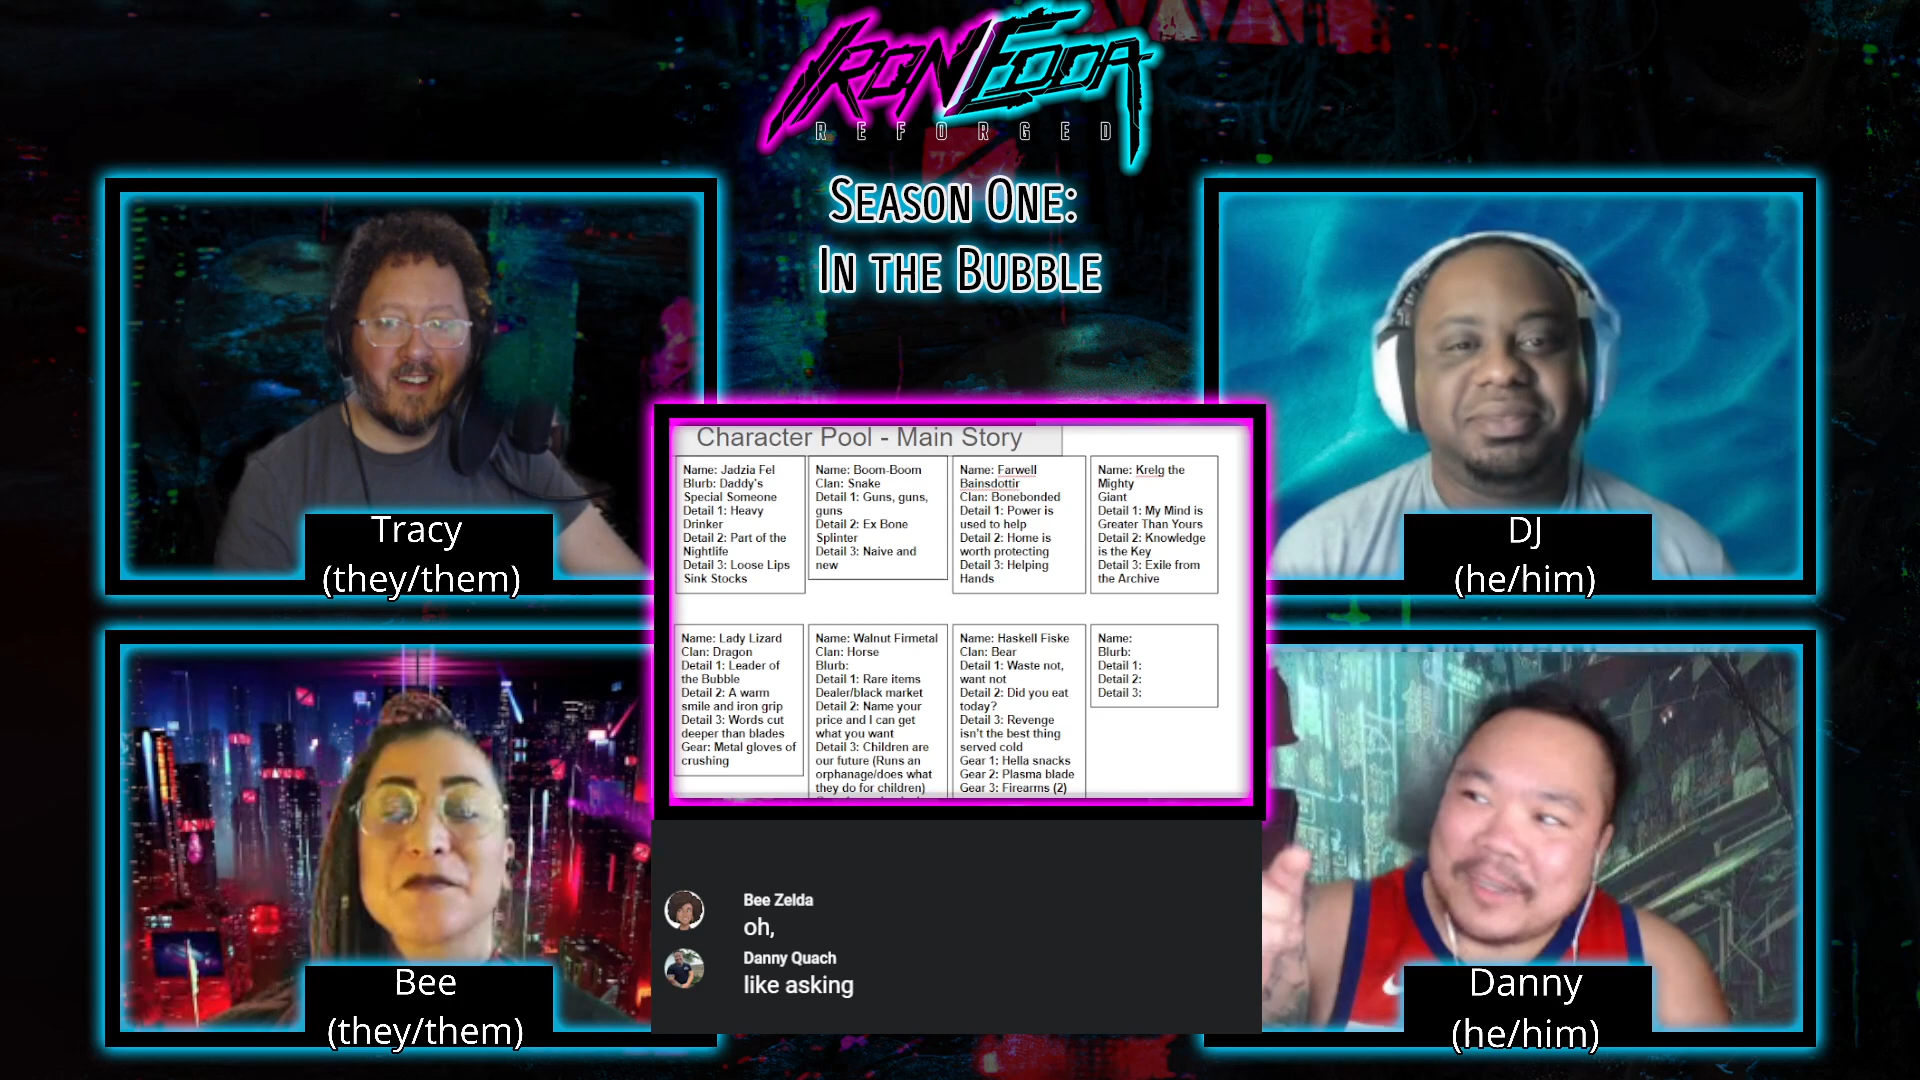 IRON EDDA
REFORGED
SEASON ONE:
IN THE BUBBLE
Tracy
(they/them)
DJ
(he/him)
Character Pool - Main Story
Name: Jadzia Fel
Blurb: Daddy's
Special Someone
Detail 1: Heavy
Drinker
Detail 2: Part of the
Nightlife
Detail 3: Loose Lips
Sink Stocks
Name: Boom-Boom
Clan: Snake
Detail 1: Guns, guns,
guns
Detail 2: Ex Bone
Splinter
Detail 3: Naive and
new
Name: Farwell
Bainsdottir
Clan: Bonebonded
Detail 1: Power is
used to help
Detail 2: Home is
worth protecting
Detail 3: Helping
Hands
Name: Krelg the
Mighty
Giant
Detail 1: My Mind is
Greater Than Yours
Detail 2: Knowledge
is the Key
Detail 3: Exile from
the Archive
Name: Lady Lizard
Clan: Dragon
Detail 1: Leader of
the Bubble
Detail 2: A warm
smile and iron grip
Detail 3: Words cut
deeper than blades
Gear: Metal gloves of
crushing
Name: Walnut Firmetal
Clan: Horse
Blurb:
Detail 1: Rare items
Dealer/black market
Detail 2: Name your
price and I can get
what you want
Detail 3: Children are
our future (Runs an
orphanage/does what
they do for children)
Name: Haskell Fiske
Clan: Bear
Detail 1: Waste not,
want not
Detail 2: Did you eat
today?
Detail 3: Revenge
isn't the best thing
served cold
Gear 1: Hella snacks
Gear 2: Plasma blade
Gear 3: Firearms (2)
Name:
Blurb:
Detail 1:
Detail 2:
Detail 3:
Bee Zelda
oh,
Danny Quach
like asking
Bee
(they/them)
Danny
(he/him)